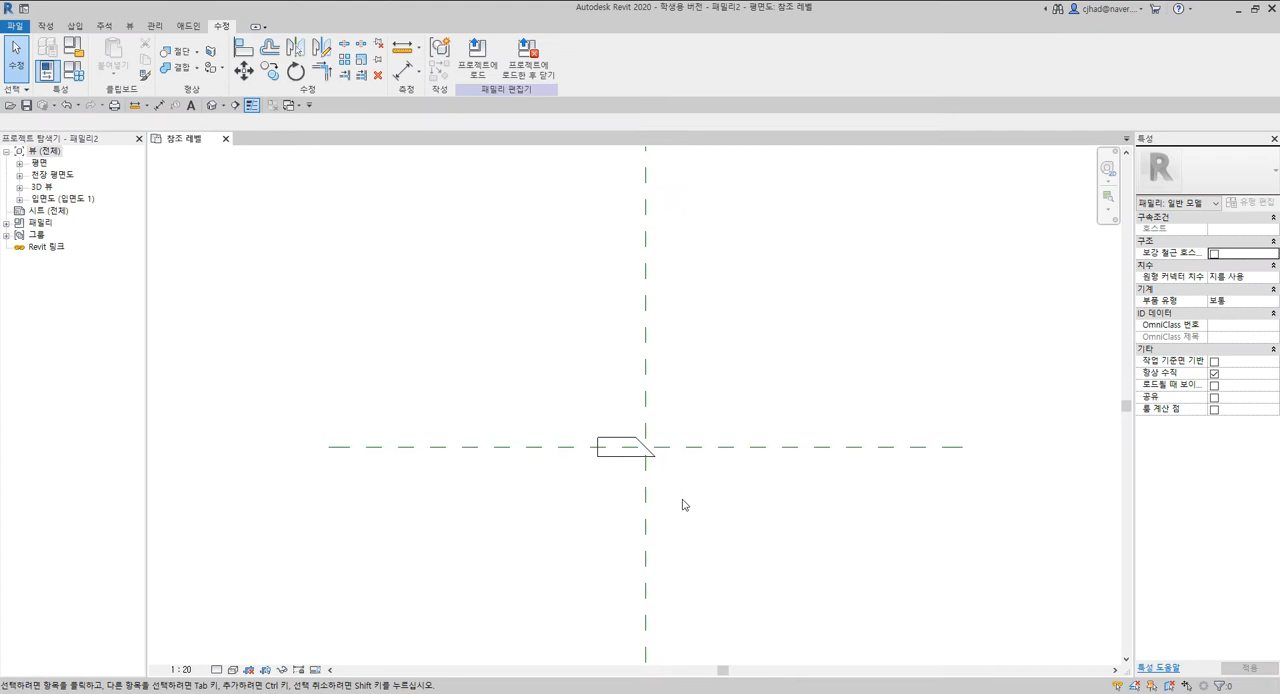 Autodesk Revit 2020 - 학생용 버전 - 패밀리2 - 평면도: 참조 레벨
cjhad@naver....
파일 작성 삽입 주석 뷰 관리 애드인 수정
수정
붙여넣기
절단
결합
프로젝트에
로드
프로젝트에
로드한 후 닫기
선택 특성 클립보드 형상 수정 측정 작성 패밀리 편집기
프로젝트 탐색기 - 패밀리2
참조 레벨
특성
뷰 (전체)
평면
천장 평면도
3D 뷰
입면도 (입면도 1)
시트 (전체)
패밀리
그룹
Revit 링크
2D
R
패밀리: 일반 모델
유형 편집
구속조건
호스트
구조
보강 철근 호스...
치수
원형 커넥터 치수 지름 사용
기계
부품 유형 보통
ID 데이터
OmniClass 번호
OmniClass 제목
기타
작업 기준면 기반
항상 수직
로드될 때 보이...
공유
룸 계산 점
특성 도움말
적용
1 : 20
선택하려면 항목을 클릭하고, 다른 항목을 선택하려면 Tab 키, 추가하려면 Ctrl 키, 선택 취소하려면 Shift 키를 누르십시오.
:0